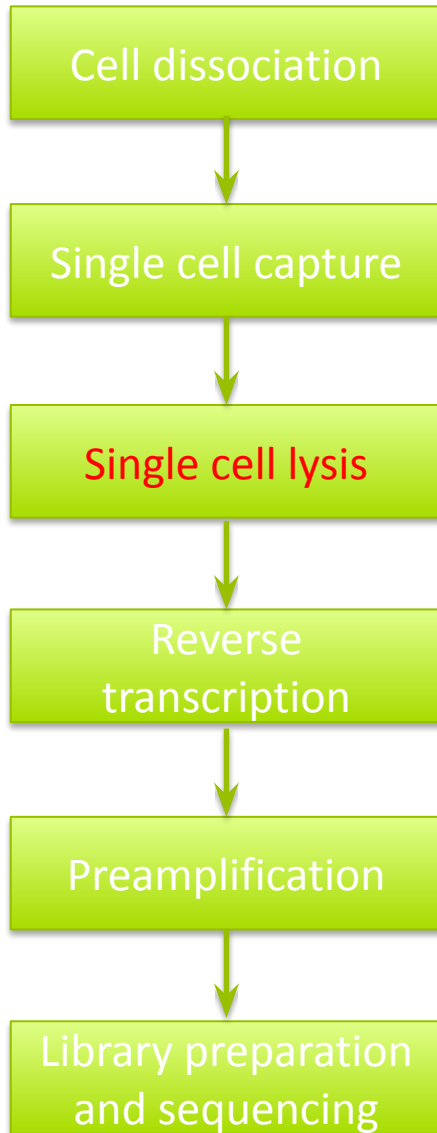 Cell dissociation
Single cell capture
Single cell lysis
Reverse
transcription
Preamplification
Library preparation
and sequencing